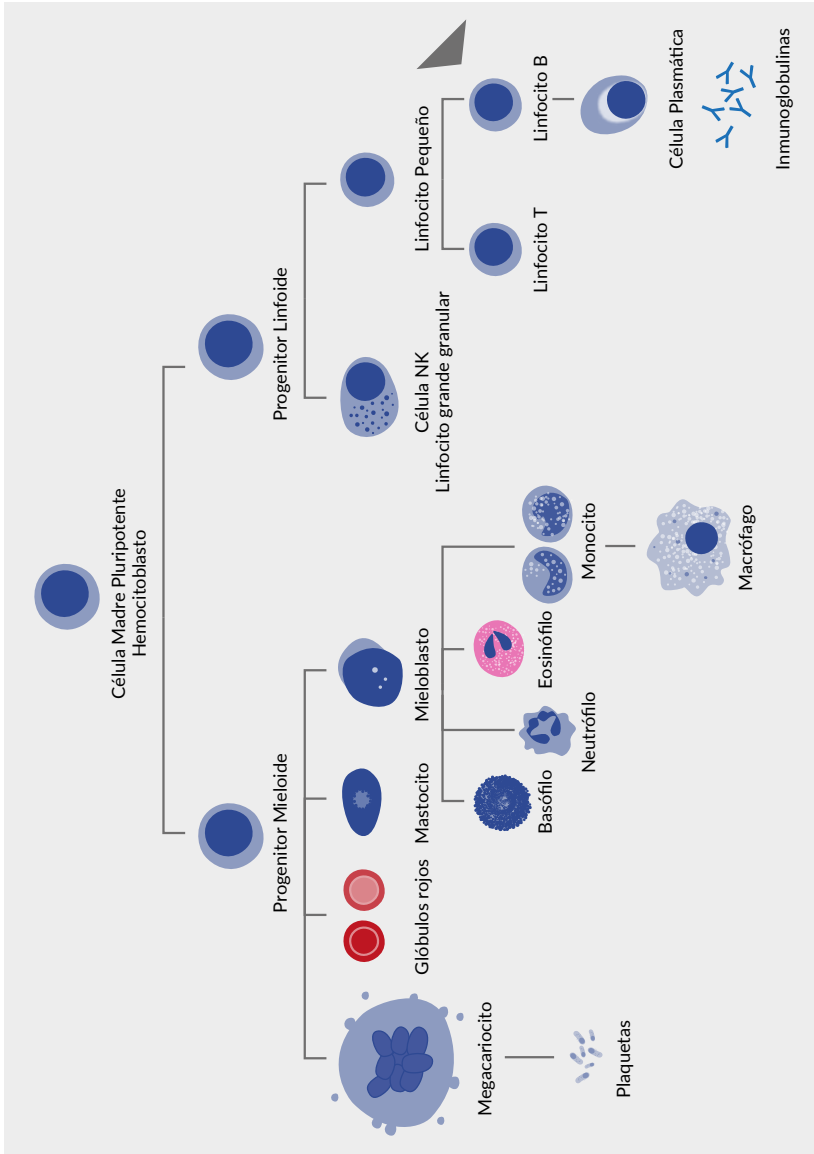 Célula Madre Pluripotente
Hemocitoblasto
Progenitor Mieloide
Progenitor Linfoide
Megacariocito
Glóbulos rojos
Mastocito
Mieloblasto
Célula NK
Linfocito grande granular
Linfocito Pequeño
Plaquetas
Basófilo
Neutrófilo
Eosinófilo
Monocito
Linfocito T
Linfocito B
Macrófago
Célula Plasmática
Inmunoglobulinas